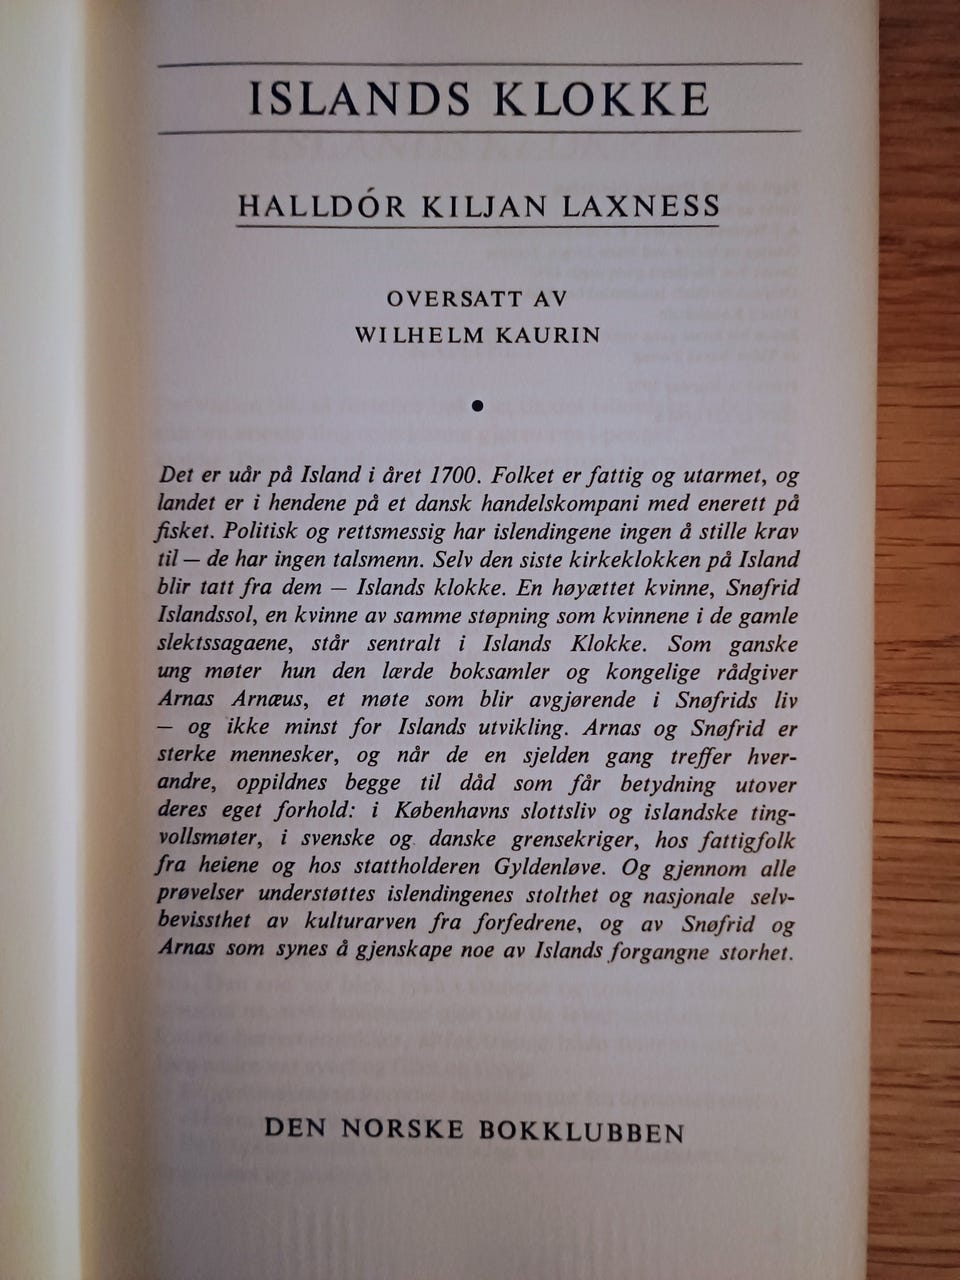 ISLANDS KLOKKE
HALLDÓR KILJAN LAXNESS
OVERSATT AV
WILHELM KAURIN
•
Det er uår på Island i året 1700. Folket er fattig og utarmet, og
landet er i hendene på et dansk handelskompani med enerett på
fisket. Politisk og rettsmessig har islendingene ingen å stille krav
til — de har ingen talsmenn. Selv den siste kirkeklokken på Island
blir tatt fra dem — Islands klokke. En høyættet kvinne, Snøfrid
Islandssol, en kvinne av samme støpning som kvinnene i de gamle
slektssagaene, står sentralt i Islands Klokke. Som ganske
ung møter hun den lærde boksamler og kongelige rådgiver
Arnas Arnæus, et møte som blir avgjørende i Snøfrids liv
— og ikke minst for Islands utvikling. Arnas og Snøfrid er
sterke mennesker, og når de en sjelden gang treffer hver-
andre, oppildnes begge til dåd som får betydning utover
deres eget forhold: i Københavns slottsliv og islandske ting-
vollsmøter, i svenske og danske grensekriger, hos fattigfolk
fra heiene og hos stattholderen Gyldenløve. Og gjennom alle
prøvelser understøttes islendingenes stolthet og nasjonale selv-
bevissthet av kulturarven fra forfedrene, og av Snøfrid og
Arnas som synes å gjenskape noe av Islands forgangne storhet.
DEN NORSKE BOKKLUBBEN